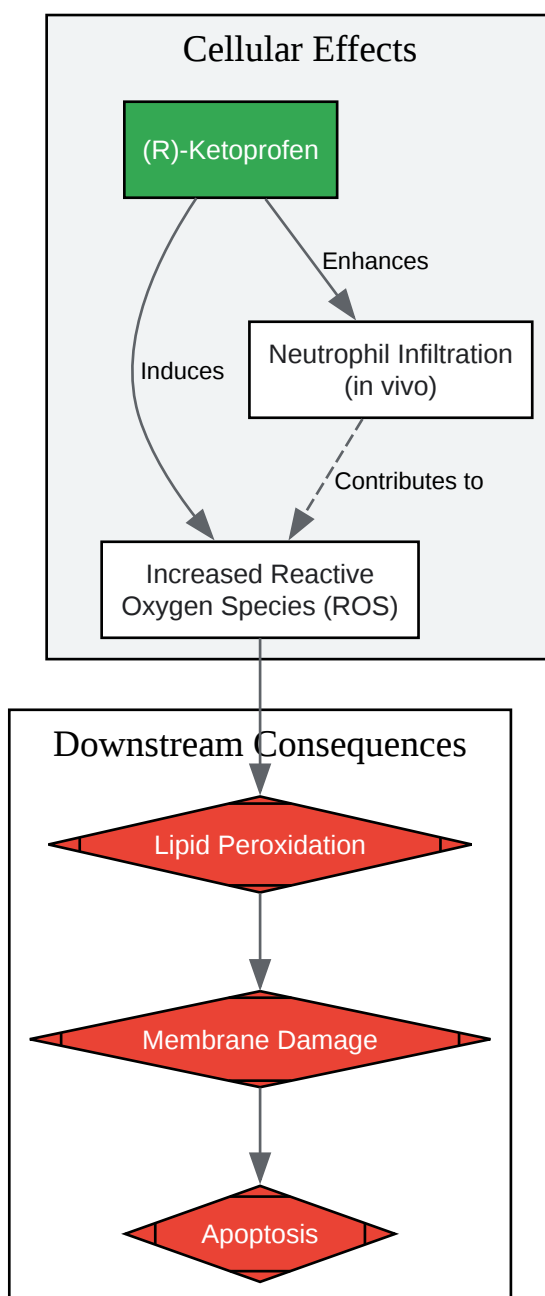 Cellular Effects
(R)-Ketoprofen
Enhances
Neutrophil Infiltration
(in vivo)
Induces
Contributes to
Increased Reactive
Oxygen Species (ROS)
Downstream Consequences
Lipid Peroxidation
Membrane Damage
Apoptosis